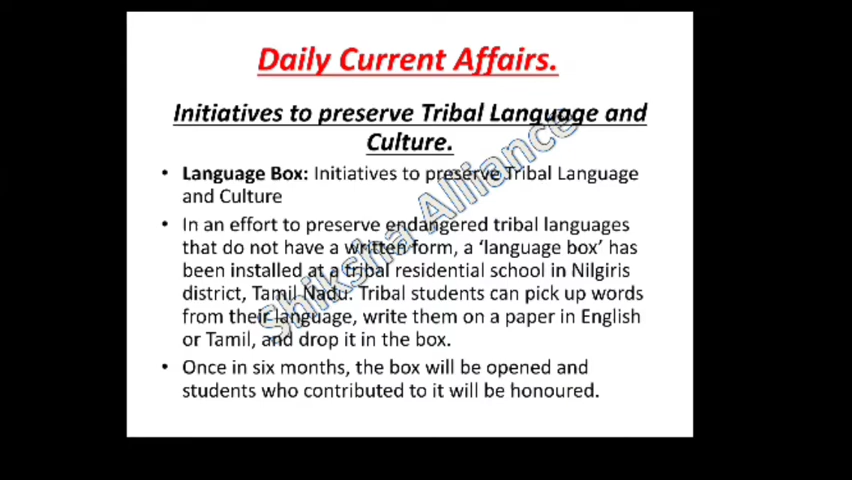 Daily Current Affairs.
Initiatives to preserve Tribal Language and
Culture.
• Language Box: Initiatives to preserve Tribal Language
and Culture
• In an effort to preserve endangered tribal languages
that do not have a written form, a ‘language box’ has
been installed at a tribal residential school in Nilgiris
district, Tamil Nadu. Tribal students can pick up words
from their language, write them on a paper in English
or Tamil, and drop it in the box.
• Once in six months, the box will be opened and
students who contributed to it will be honoured.
Shiksha Alliance